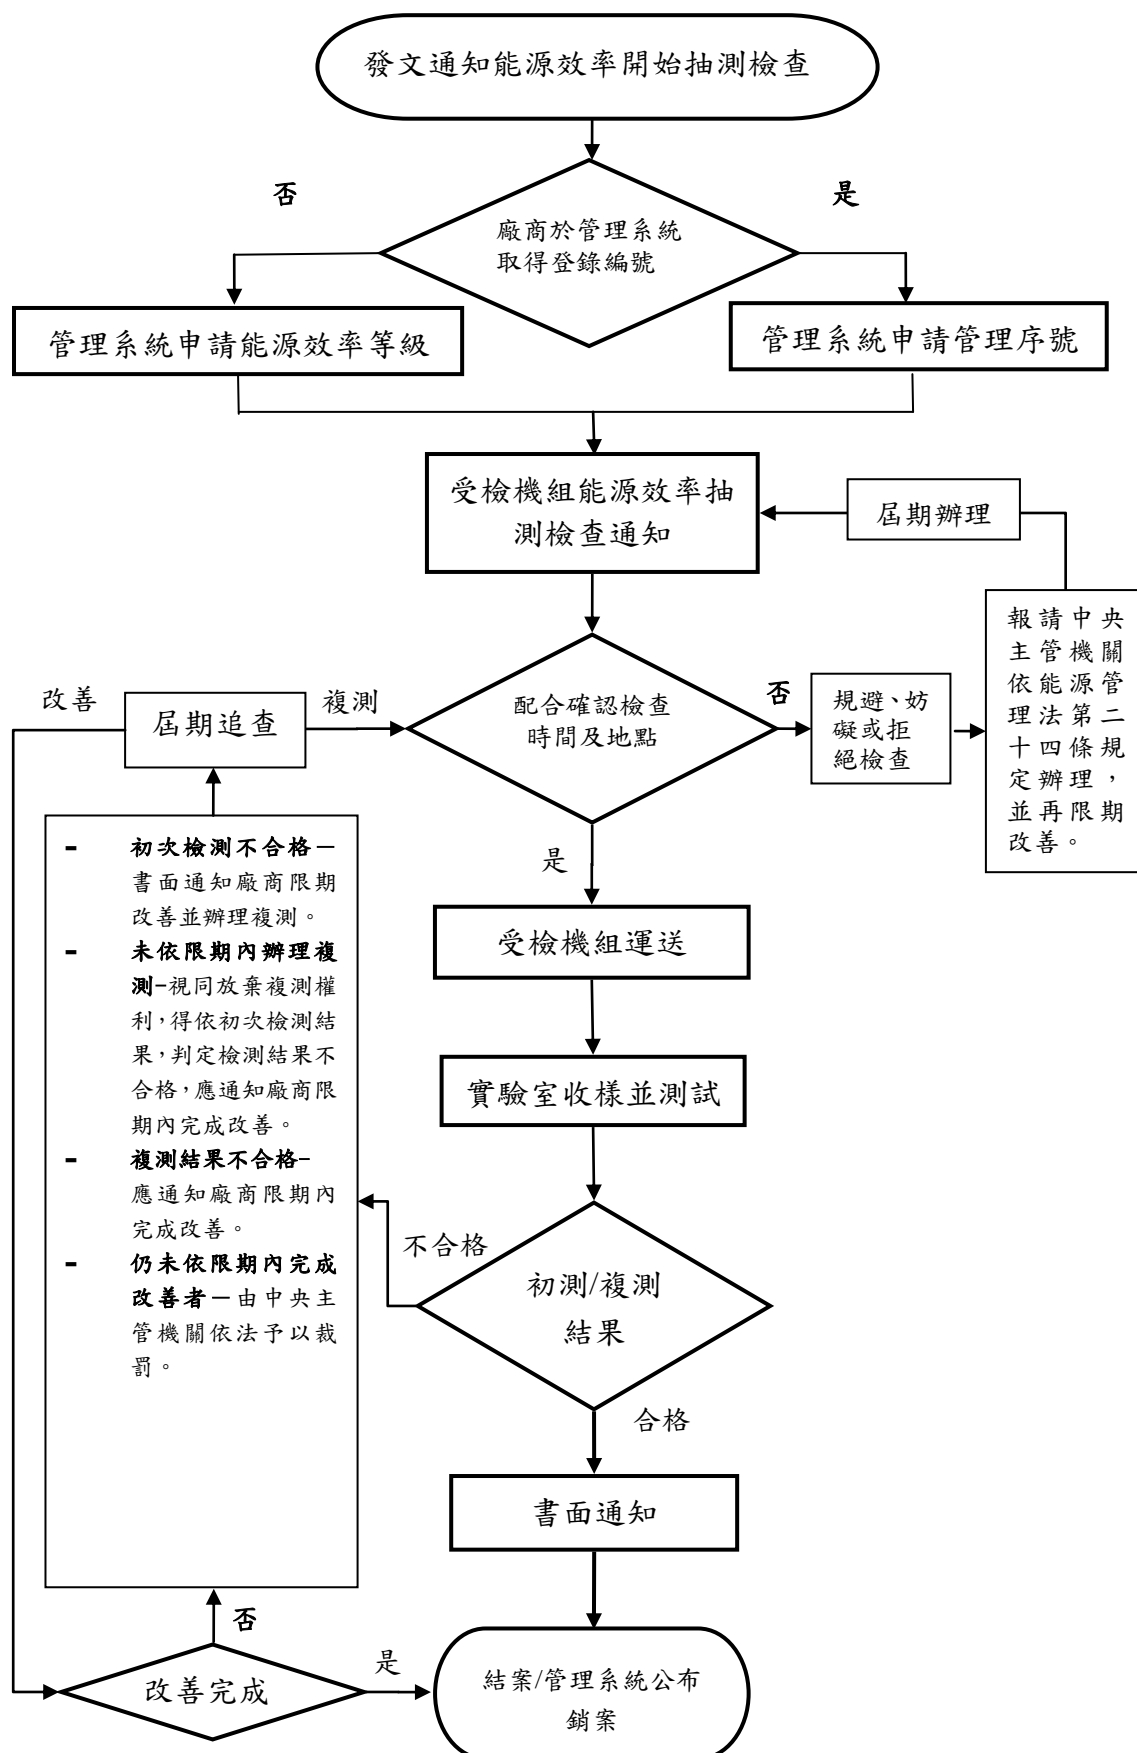 發文通知能源效率開始抽測檢查
否
是
廠商於管理系統
取得登錄編號
管理系統申請能源效率等級
管理系統申請管理序號
受檢機組能源效率抽
測檢查通知
屆期辦理
報請中央
主管機關
依能源管
理法第二
十四條規
定辦理，
並再限期
改善。
改善
屆期追查
複測
配合確認檢查
時間及地點
否
規避、妨
礙或拒
絕檢查
是
- 初次檢測不合格－
書面通知廠商限期
改善並辦理複測。
- 未依限期內辦理複
測-視同放棄複測權
利，得依初次檢測結
果，判定檢測結果不
合格，應通知廠商限
期內完成改善。
- 複測結果不合格-
應通知廠商限期內
完成改善。
- 仍未依限期內完成
改善者－由中央主
管機關依法予以裁
罰。
受檢機組運送
實驗室收樣並測試
不合格
初測/複測
結果
合格
書面通知
否
改善完成
是
結案/管理系統公布
銷案